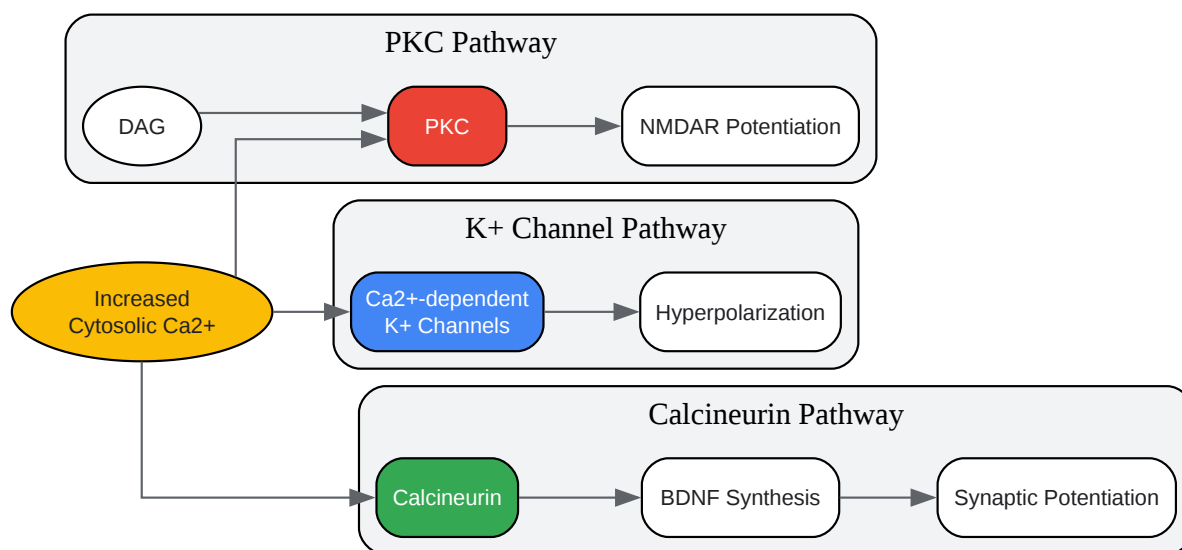 PKC Pathway
DAG
PKC
NMDAR Potentiation
K+ Channel Pathway
Increased
Cytosolic Ca2+
Ca2+-dependent
K+ Channels
Hyperpolarization
Calcineurin Pathway
Calcineurin
BDNF Synthesis
Synaptic Potentiation